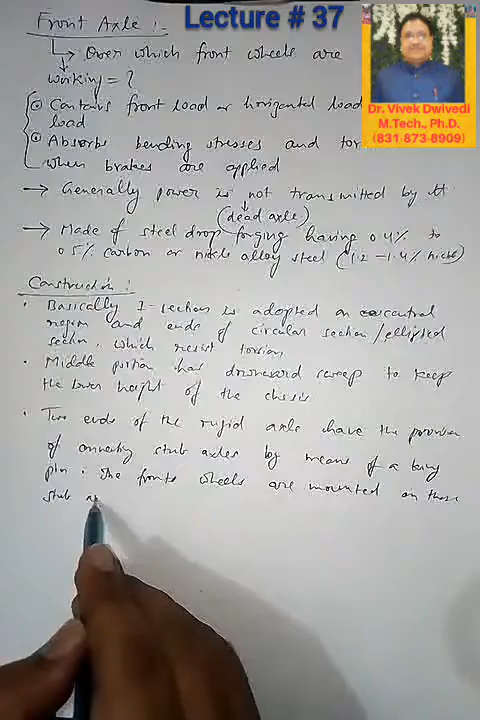 Lecture # 37
Front Axle :-
Over which front wheels are
working = ?
Dr. Vivek Dwivedi
M.Tech., Ph.D.
(831-873-8909)
Contains front load or horizontal load
load
Absorbs bending stresses and tor
when brakes are applied
→ Generally power is not transmitted by it
(dead axle)
→ Made of steel drop forging having 0.4% to
0.5% carbon or nickle alloy steel (1.2 - 1.4% nickle)
Construction :
• Basically I-section is adopted an central
region and ends of circular section/ellipted
section, which resist torsion
• Middle portion has downward sweep to keep
the lower height of the chesis
• Two ends of the rigid axle have the provision
of connecting stub axles by means of a king
pin. The fronts wheels are mounted on these
stub a